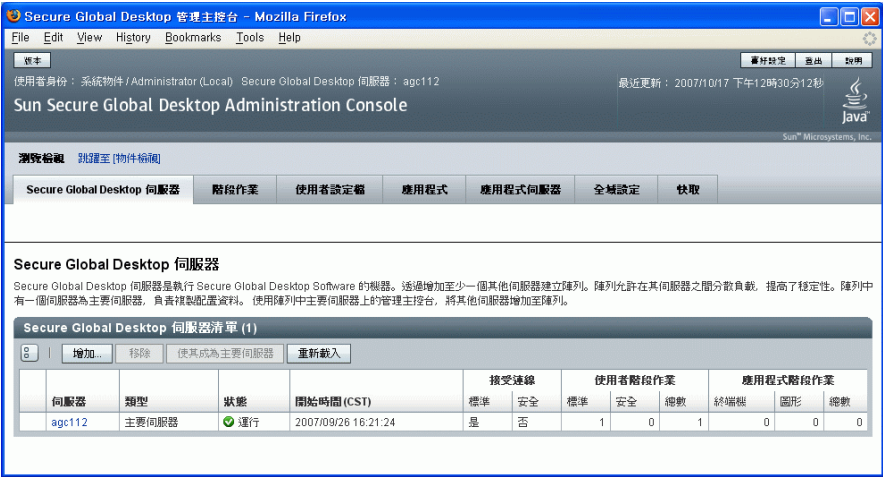 Secure Global Desktop 管理主控台 - Mozilla Firefox
File Edit View History Bookmarks Tools Help
版本 喜好設定 登出 說明
使用者身份： 系統物件 / Administrator (Local) Secure Global Desktop 伺服器： agc112 最近更新： 2007/10/17 下午12時30分12秒
Sun Secure Global Desktop Administration Console
Java
Sun™ Microsystems, Inc.
瀏覽檢視 跳躍至 [物件檢視]
Secure Global Desktop 伺服器 階段作業 使用者設定檔 應用程式 應用程式伺服器 全域設定 快取
Secure Global Desktop 伺服器
Secure Global Desktop 伺服器是執行 Secure Global Desktop Software 的機器。透過增加至少一個其他伺服器建立陣列。陣列允許在其伺服器之間分散負載，提高了穩定性。陣列中
有一個伺服器為主要伺服器，負責複製配置資料。 使用陣列中主要伺服器上的管理主控台，將其他伺服器增加至陣列。
Secure Global Desktop 伺服器清單 (1)
增加... 移除 使其成為主要伺服器 重新載入
接受連線 使用者階段作業 應用程式階段作業
伺服器 類型 狀態 開始時間 (CST) 標準 安全 標準 安全 總數 終端機 圖形 總數
agc112 主要伺服器 運行 2007/09/26 16:21:24 是 否 1 0 1 0 0 0